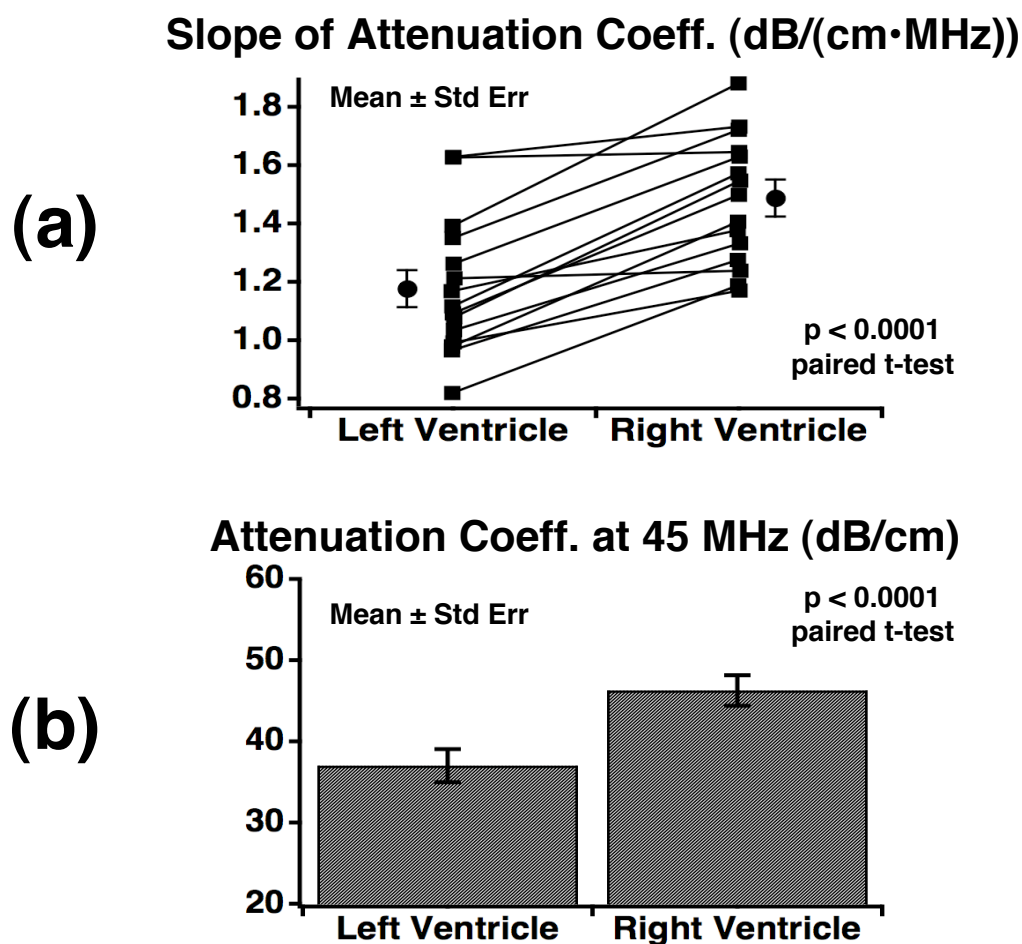 Slope of Attenuation Coeff. (dB/(cm•MHz))
Mean ± Std Err
1.8
1.6
1.4
(a)
1.2
1.0
0.8
p < 0.0001
paired t-test
Left Ventricle Right Ventricle
Attenuation Coeff. at 45 MHz (dB/cm)
60
Mean ± Std Err
p < 0.0001
paired t-test
50
(b)
40
30
20
Left Ventricle Right Ventricle